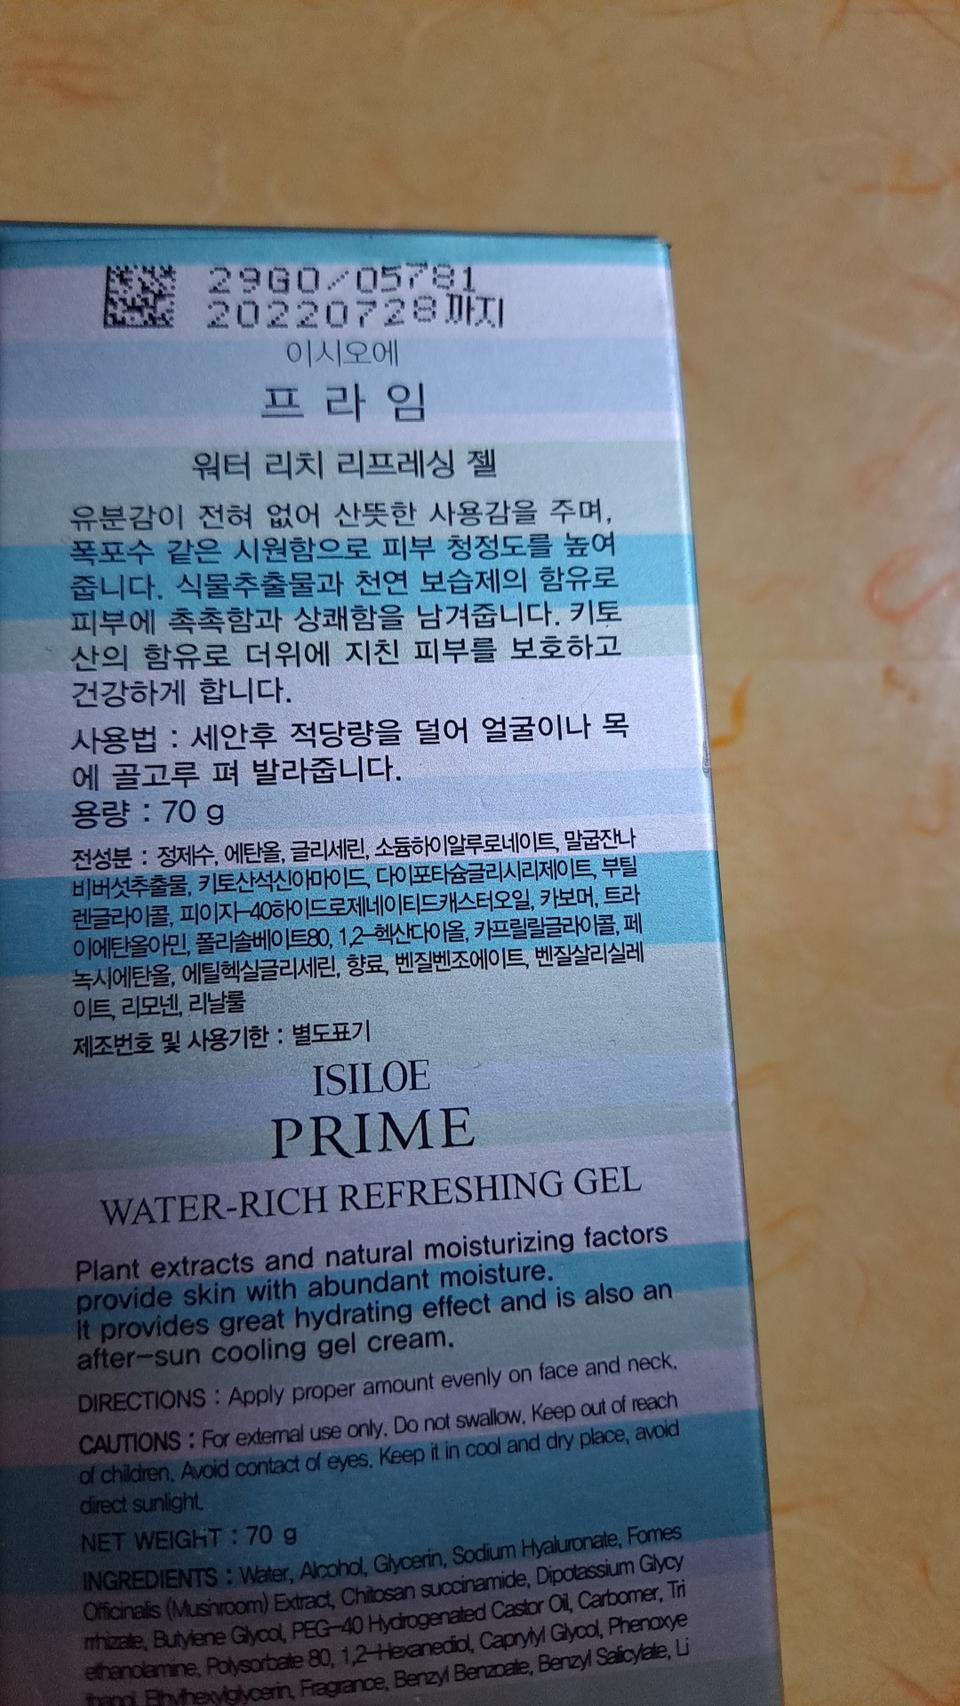 29G0/05781
20220728까지
이시오에
프라임
워터 리치 리프레싱 젤
유분감이 전혀 없어 산뜻한 사용감을 주며,
폭포수 같은 시원함으로 피부 청정도를 높여
줍니다. 식물추출물과 천연 보습제의 함유로
피부에 촉촉함과 상쾌함을 남겨줍니다. 키토
산의 함유로 더위에 지친 피부를 보호하고
건강하게 합니다.
사용법 : 세안후 적당량을 덜어 얼굴이나 목
에 골고루 펴 발라줍니다.
용량 : 70 g
전성분 : 정제수, 에탄올, 글리세린, 소듐하이알루로네이트, 말굽잔나
비버섯추출물, 키토산석신아마이드, 다이포타슘글리시리제이트, 부틸
렌글라이콜, 피이지-40하이드로제네이티드캐스터오일, 카보머, 트라
이에탄올아민, 폴리솔베이트80, 1,2-헥산다이올, 카프릴릴글라이콜, 페
녹시에탄올, 에틸헥실글리세린, 향료, 벤질벤조에이트, 벤질살리실레
이트, 리모넨, 리날룰
제조번호 및 사용기한 : 별도표기
ISILOE
PRIME
WATER-RICH REFRESHING GEL
Plant extracts and natural moisturizing factors
provide skin with abundant moisture.
It provides great hydrating effect and is also an
after-sun cooling gel cream.
DIRECTIONS : Apply proper amount evenly on face and neck.
CAUTIONS : For external use only. Do not swallow. Keep out of reach
of children. Avoid contact of eyes. Keep it in cool and dry place, avoid
direct sunlight.
NET WEIGHT : 70 g
INGREDIENTS : Water, Alcohol, Glycerin, Sodium Hyaluronate, Fomes
Officinalis (Mushroom) Extract, Chitosan succinamide, Dipotassium Glycy
rrhizate, Butylene Glycol, PEG-40 Hydrogenated Castor Oil, Carbomer, Tri
ethanolamine, Polysorbate 80, 1,2-Hexanediol, Caprylyl Glycol, Phenoxye
thanol, Ethylhexylglycerin, Fragrance, Benzyl Benzoate, Benzyl Salicylate, Li